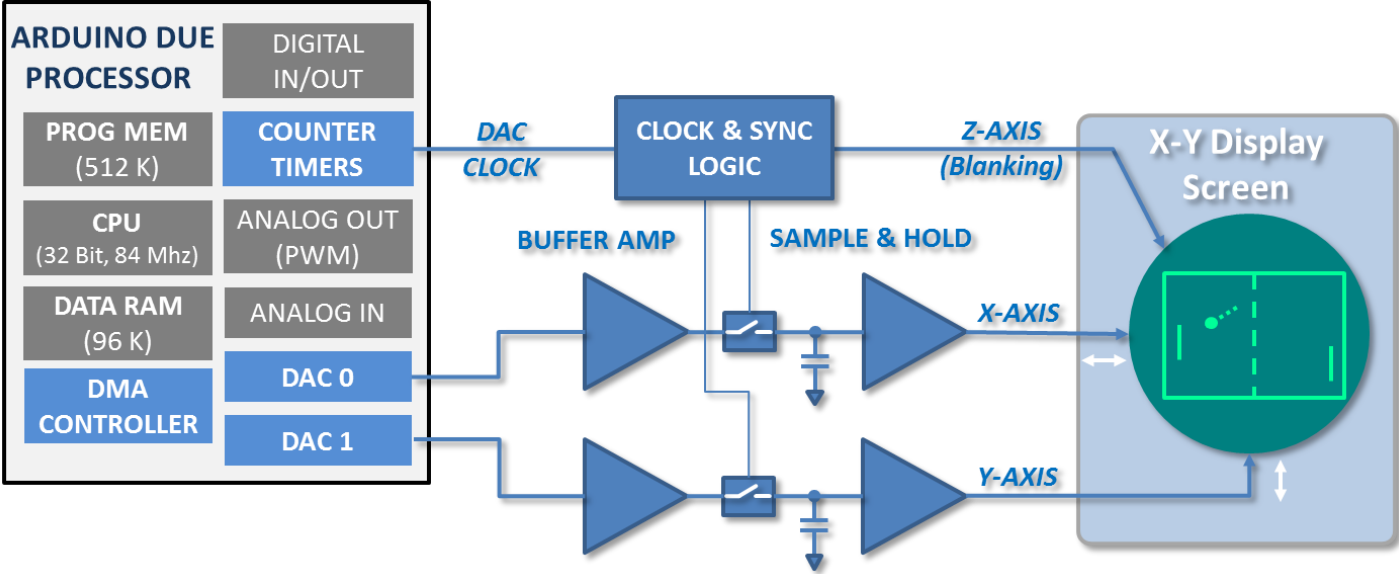 ARDUINO DUE
PROCESSOR
DIGITAL
IN/OUT
PROG MEM
(512 K)
COUNTER
TIMERS
CPU
(32 Bit, 84 Mhz)
ANALOG OUT
(PWM)
DATA RAM
(96 K)
ANALOG IN
DMA
CONTROLLER
DAC 0
DAC 1
DAC
CLOCK
CLOCK & SYNC
LOGIC
Z-AXIS
(Blanking)
BUFFER AMP
SAMPLE & HOLD
X-AXIS
Y-AXIS
X-Y Display
Screen